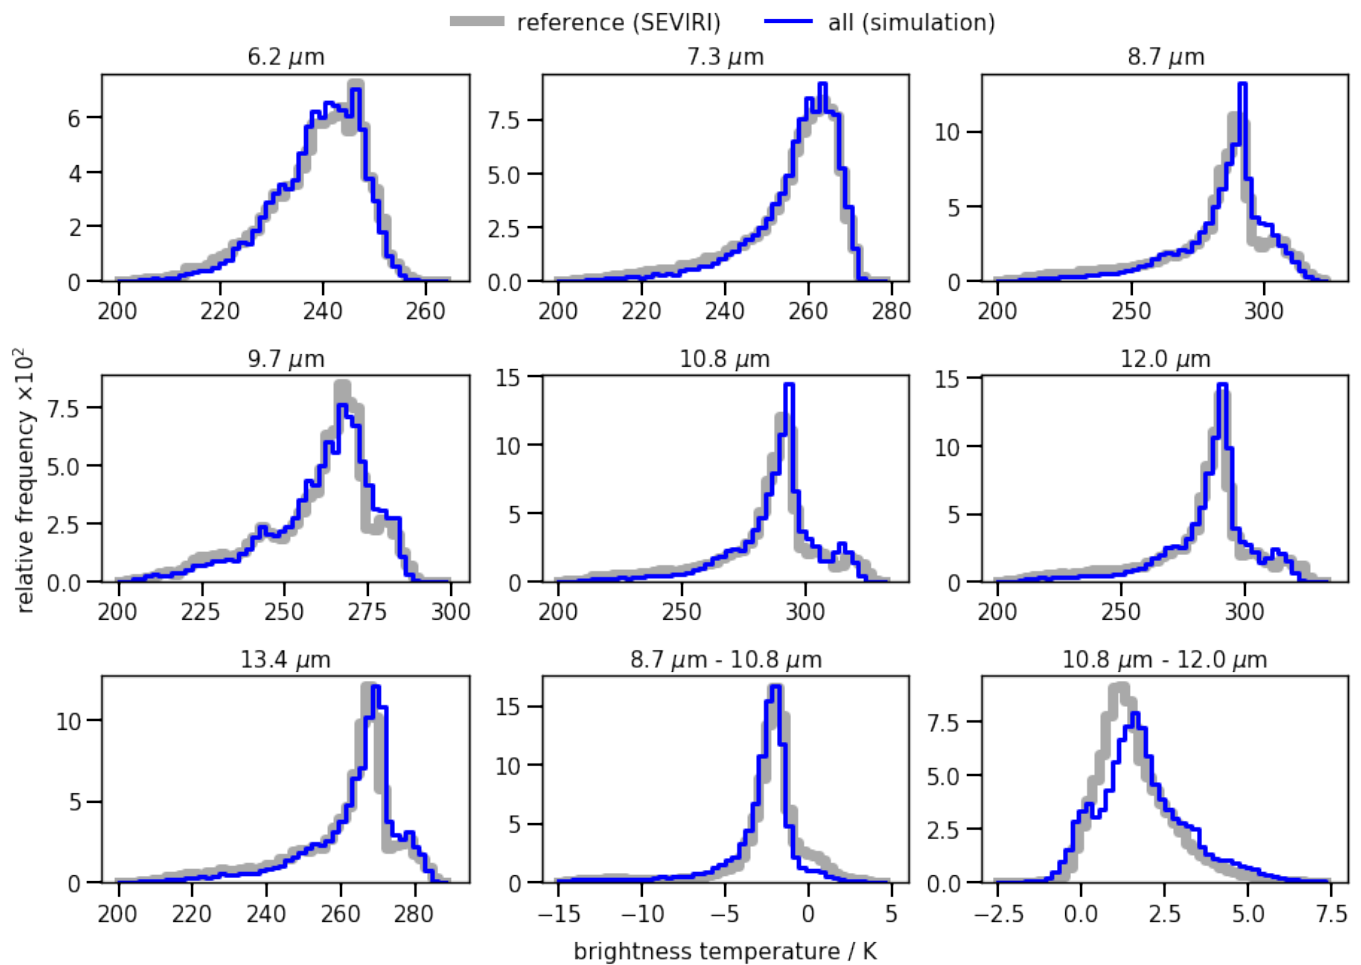 reference (SEVIRI) all (simulation)
6.2 μm 7.3 μm 8.7 μm
6 7.5 10
4 5.0 5
2 2.5
0 0.0 0
200 220 240 260 200 220 240 260 280 200 250 300
9.7 μm 10.8 μm 12.0 μm
7.5 15 15
5.0 10 10
2.5 5 5
0.0 0 0
200 225 250 275 300 200 250 300 200 250 300
relative frequency ×10²
13.4 μm 8.7 μm - 10.8 μm 10.8 μm - 12.0 μm
10 15 7.5
5 10 5.0
0 5 2.5
0 0.0
200 220 240 260 280 −15 −10 −5 0 5 −2.5 0.0 2.5 5.0 7.5
brightness temperature / K